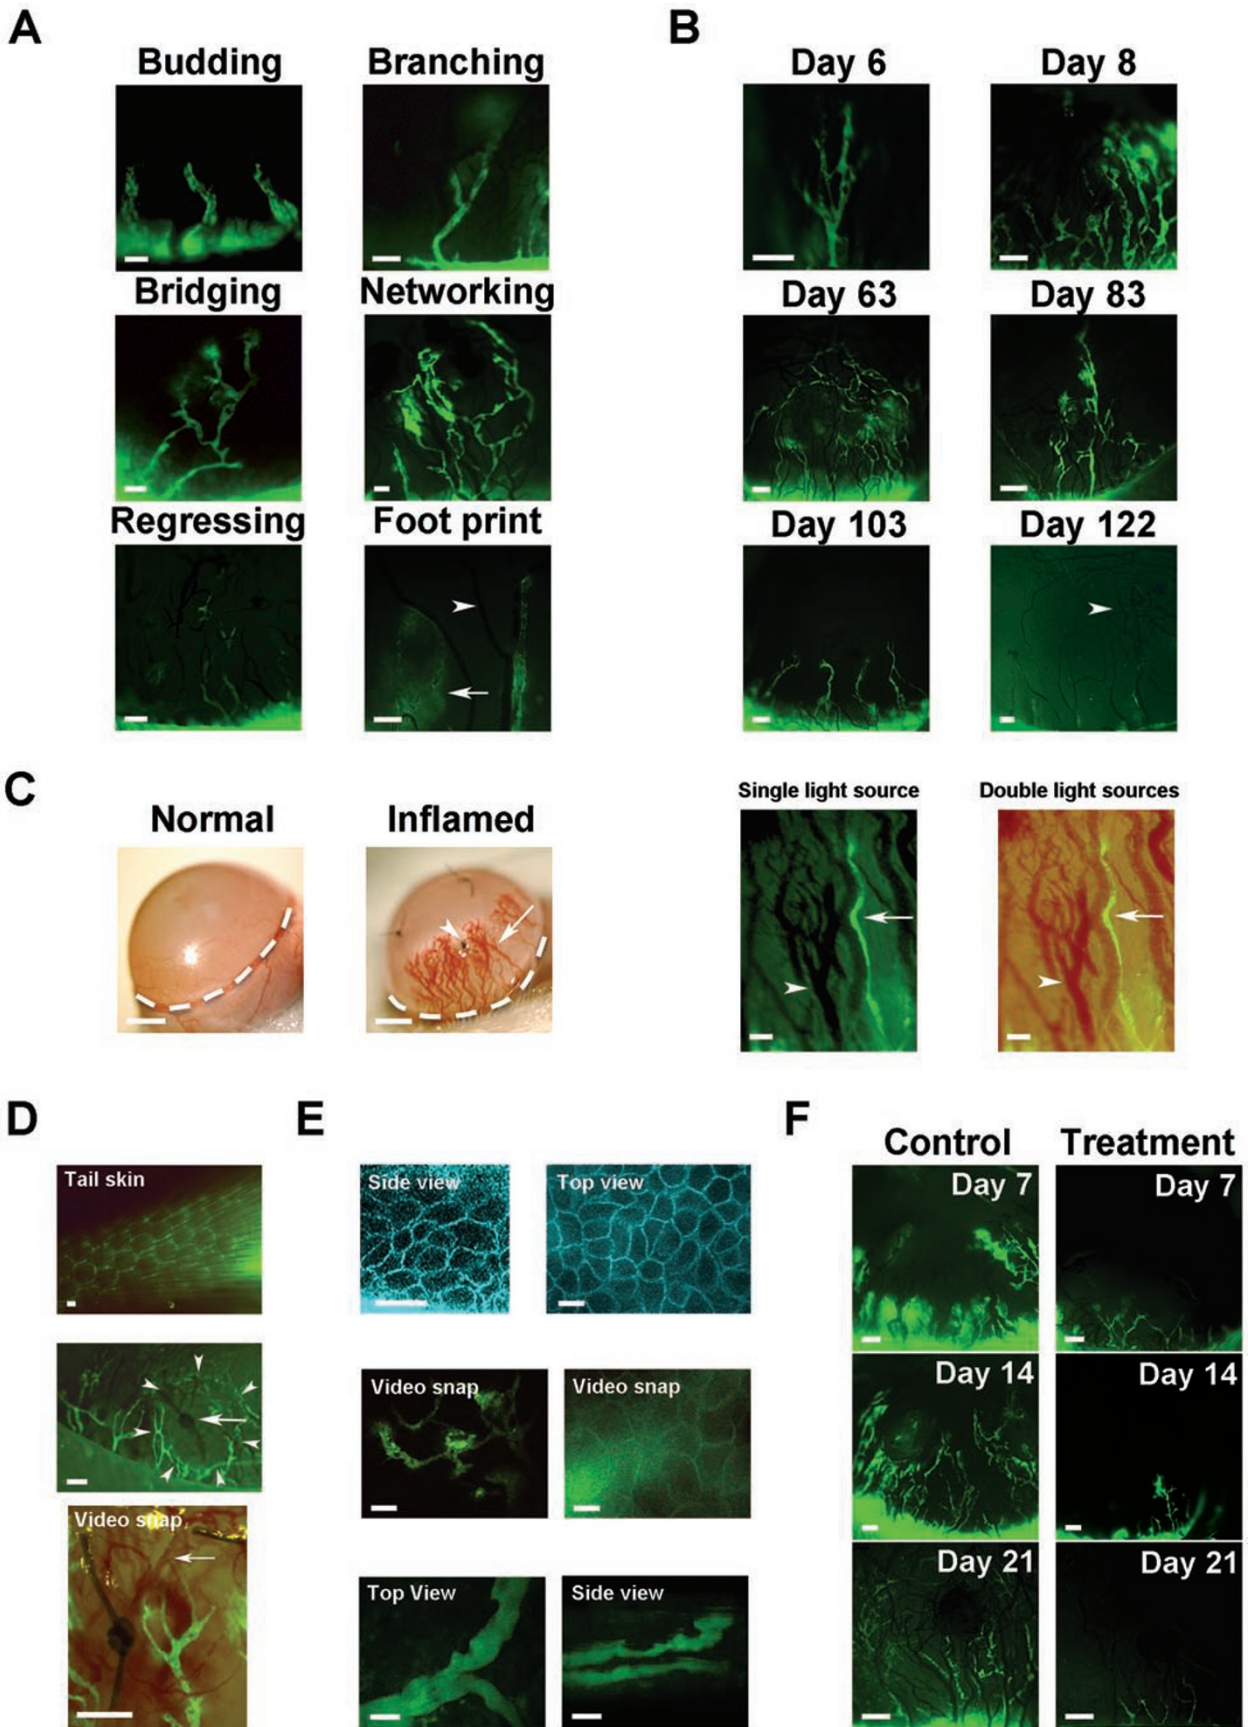 A
B
Budding
Branching
Day 6
Day 8
Bridging
Networking
Day 63
Day 83
Regressing
Foot print
Day 103
Day 122
C
Normal
Inflamed
Single light source
Double light sources
D
E
F
Control
Treatment
Tail skin
Side view
Top view
Day 7
Day 7
Video snap
Video snap
Day 14
Day 14
Video snap
Top View
Side view
Day 21
Day 21